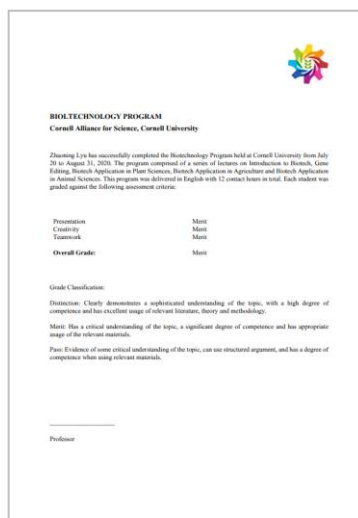 BIOLTECHNOLOGY PROGRAM
Cornell Alliance for Science, Cornell University
Zhaoning Lyu has successfully completed the Biotechnology Program held at Cornell University from July
20 to August 31, 2020. The program comprised of a series of lectures on Introduction to Biotech, Gene
Editing, Biotech Application in Plant Sciences, Biotech Application in Agriculture and Biotech Application
in Animal Sciences. This program was delivered in English with 12 contact hours in total. Each student was
graded against the following assessment criteria:
Presentation Merit
Creativity Merit
Teamwork Merit
Overall Grade: Merit
Grade Classification:
Distinction: Clearly demonstrates a sophisticated understanding of the topic, with a high degree of
competence and has excellent usage of relevant literature, theory and methodology.
Merit: Has a critical understanding of the topic, a significant degree of competence and has appropriate
usage of the relevant materials.
Pass: Evidence of some critical understanding of the topic, can use structured argument, and has a degree of
competence when using relevant materials.
Professor